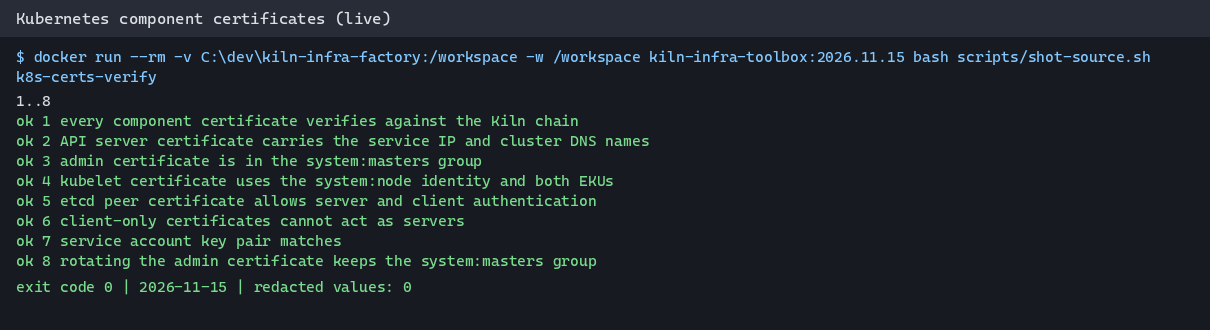 Kubernetes component certificates (live)
$ docker run --rm -v C:\dev\kiln-infra-factory:/workspace -w /workspace kiln-infra-toolbox:2026.11.15 bash scripts/shot-source.sh
k8s-certs-verify
1..8
ok 1 every component certificate verifies against the Kiln chain
ok 2 API server certificate carries the service IP and cluster DNS names
ok 3 admin certificate is in the system:masters group
ok 4 kubelet certificate uses the system:node identity and both EKUs
ok 5 etcd peer certificate allows server and client authentication
ok 6 client-only certificates cannot act as servers
ok 7 service account key pair matches
ok 8 rotating the admin certificate keeps the system:masters group
exit code 0 | 2026-11-15 | redacted values: 0